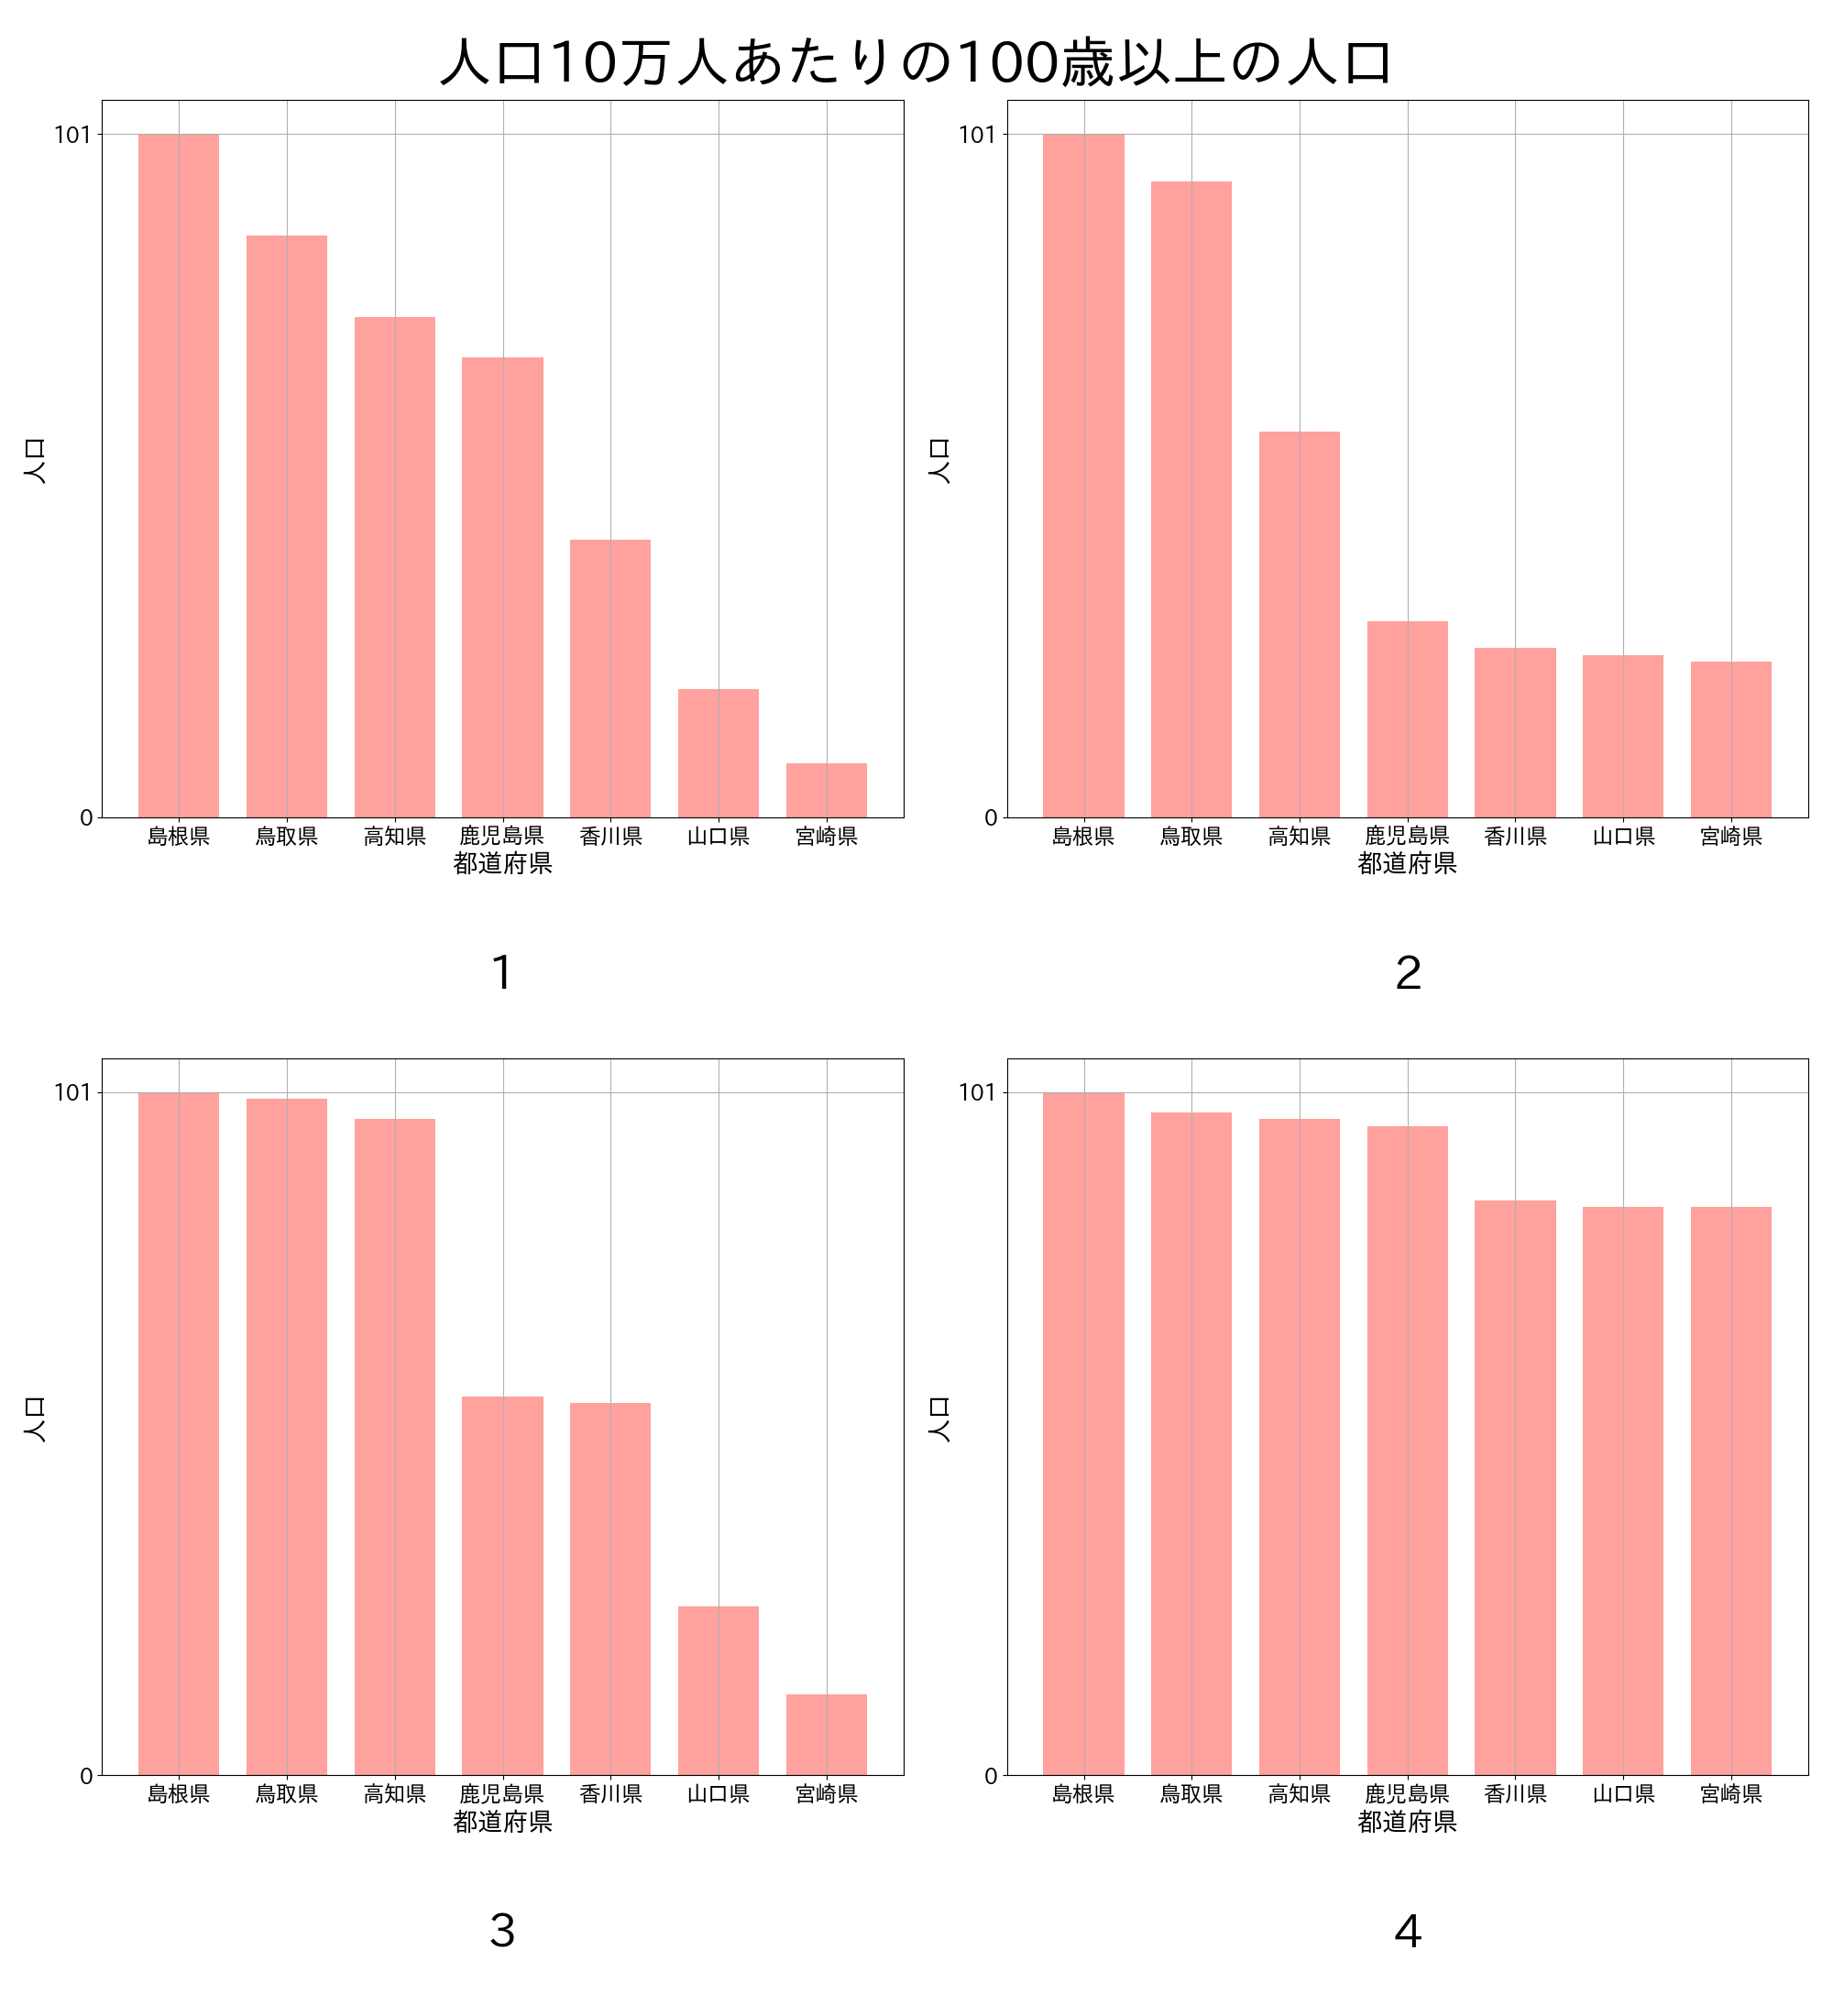 人口10万人あたりの100歳以上の人口
101
人口
0
島根県 鳥取県 高知県 鹿児島県 香川県 山口県 宮崎県
都道府県
1
101
人口
0
島根県 鳥取県 高知県 鹿児島県 香川県 山口県 宮崎県
都道府県
2
101
人口
0
島根県 鳥取県 高知県 鹿児島県 香川県 山口県 宮崎県
都道府県
3
101
人口
0
島根県 鳥取県 高知県 鹿児島県 香川県 山口県 宮崎県
都道府県
4